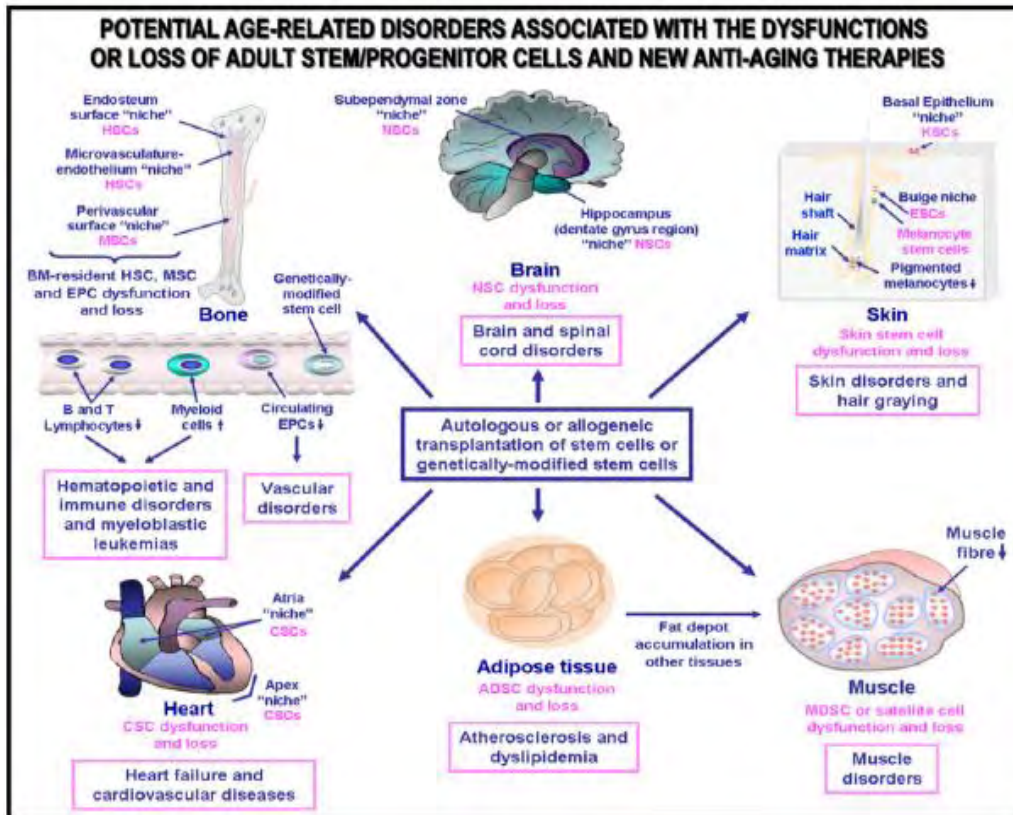 POTENTIAL AGE-RELATED DISORDERS ASSOCIATED WITH THE DYSFUNCTIONS
OR LOSS OF ADULT STEM/PROGENITOR CELLS AND NEW ANTI-AGING THERAPIES
Endosteum
surface "niche"
HSCs
Microvasculature-
endothelium "niche"
HSCs
Perivascular
surface "niche"
MSCs
BM-resident HSC, MSC
and EPC dysfunction
and loss
Bone
Genetically-
modified stem cell
B and T
Lymphocytes ↓
Myeloid
cells ↑
Circulating
EPCs ↓
Hematopoietic and
immune disorders
and myeloblastic
leukemias
Vascular
disorders
Subependymal zone
"niche"
NSCs
Hippocampus
(dentate gyrus region)
"niche" NSCs
Brain
NSC dysfunction
and loss
Brain and spinal
cord disorders
Basal Epithelium
"niche"
KSCs
Hair
shaft
Hair
matrix
Bulge niche
ESCs
Melanocyte
stem cells
Pigmented
melanocytes ↓
Skin
Skin stem cell
dysfunction and loss
Skin disorders and
hair graying
Autologous or allogeneic
transplantation of stem cells or
genetically-modified stem cells
Atria
"niche"
CSCs
Apex
"niche"
CSCs
Heart
CSC dysfunction
and loss
Heart failure and
cardiovascular diseases
Adipose tissue
ADSC dysfunction
and loss
Atherosclerosis and
dyslipidemia
Fat depot
accumulation in
other tissues
Muscle
fibre ↓
Muscle
MDSC or satellite cell
dysfunction and loss
Muscle
disorders